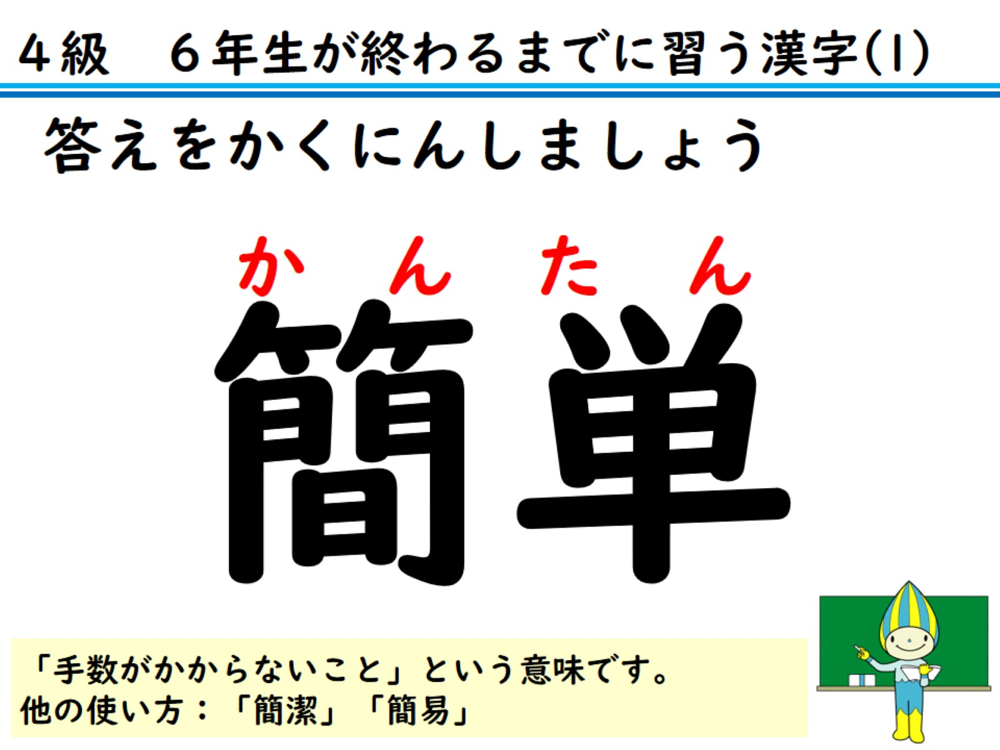 ４級　６年生が終わるまでに習う漢字(1)
答えをかくにんしましょう
かんたん
簡単
「手数がかからないこと」という意味です。
他の使い方：「簡潔」「簡易」